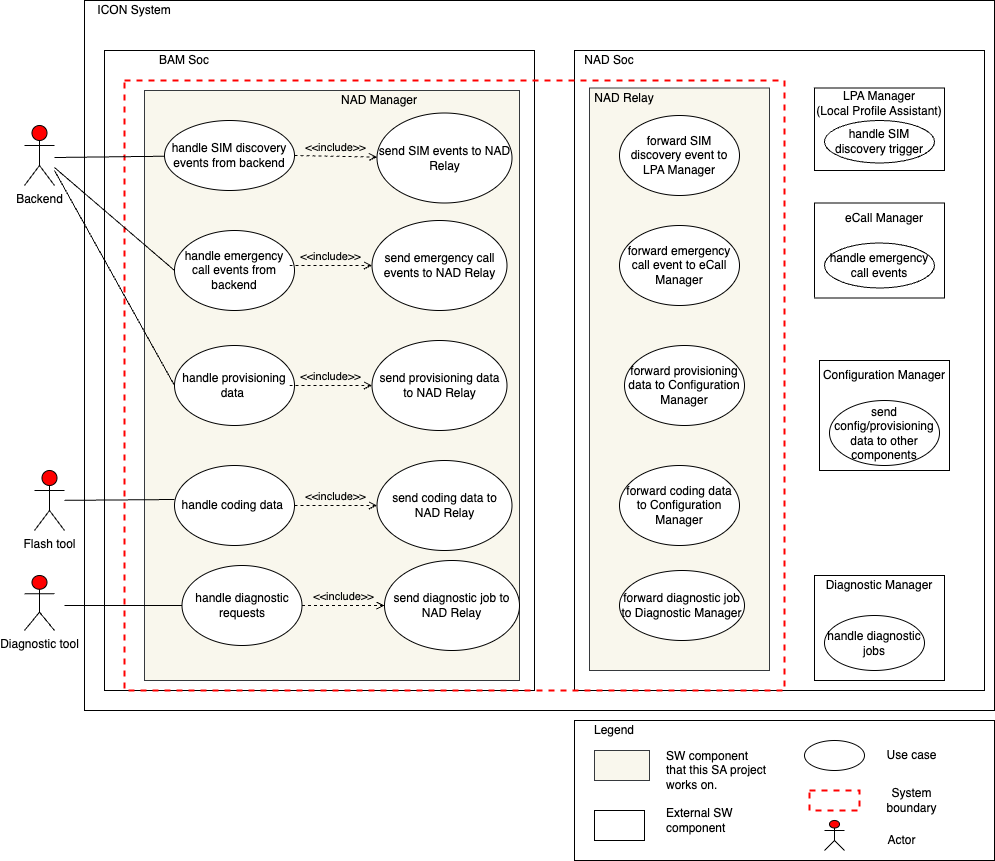 ICON System
BAM Soc
NAD Soc
NAD Manager
NAD Relay
LPA Manager
(Local Profile Assistant)
handle SIM
discovery trigger
handle SIM discovery
events from backend
<<include>>
send SIM events to NAD
Relay
forward SIM
discovery event to
LPA Manager
Backend
eCall Manager
handle emergency
call events
handle emergency
call events from
backend
<<include>>
send emergency call
events to NAD Relay
forward emergency
call event to eCall
Manager
handle provisioning
data
<<include>>
send provisioning data
to NAD Relay
forward provisioning
data to Configuration
Manager
Configuration Manager
send
config/provisioning
data to other
components
Flash tool
handle coding data
<<include>>
send coding data to
NAD Relay
forward coding data
to Configuration
Manager
Diagnostic tool
handle diagnostic
requests
<<include>>
send diagnostic job to
NAD Relay
forward diagnostic job
to Diagnostic Manager
Diagnostic Manager
handle diagnostic
jobs
Legend
SW component
that this SA project
works on.
Use case
External SW
component
System
boundary
Actor